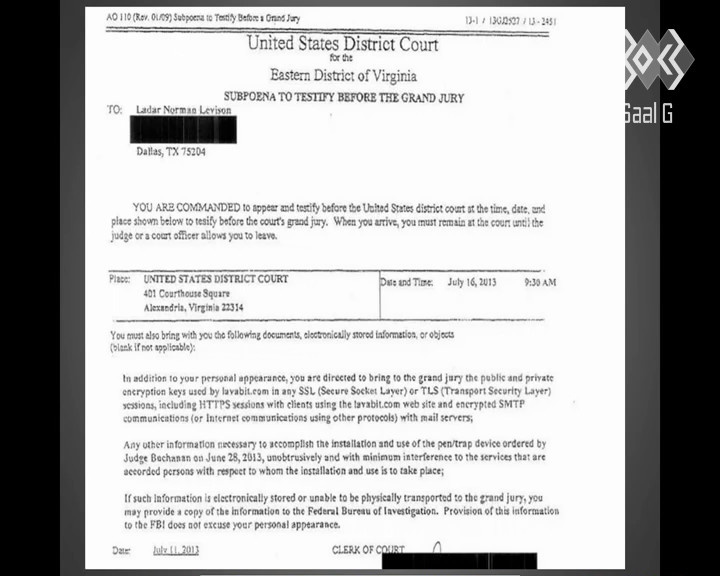 AO 110 (Rev. 01/09) Subpoena to Testify Before a Grand Jury
13-1 / 13GJ2527 / 13-2451
United States District Court
for the
Eastern District of Virginia
SUBPOENA TO TESTIFY BEFORE THE GRAND JURY
TO: Ladar Norman Levison
Dallas, TX 75204
YOU ARE COMMANDED to appear and testify before the United States district court at the time, date, and
place shown below to testify before the court's grand jury. When you arrive, you must remain at the court until the
judge or a court officer allows you to leave.
Place: UNITED STATES DISTRICT COURT
401 Courthouse Square
Alexandria, Virginia 22314
Date and Time: July 16, 2013 9:30 AM
You must also bring with you the following documents, electronically stored information, or objects
(blank if not applicable):
In addition to your personal appearance, you are directed to bring to the grand jury the public and private
encryption keys used by lavabit.com in any SSL (Secure Socket Layer) or TLS (Transport Security Layer)
sessions, including HTTPS sessions with clients using the lavabit.com web site and encrypted SMTP
communications (or Internet communications using other protocols) with mail servers;
Any other information necessary to accomplish the installation and use of the pen/trap device ordered by
Judge Buchanan on June 28, 2013, unobtrusively and with minimum interference to the services that are
accorded persons with respect to whom the installation and use is to take place;
If such information is electronically stored or unable to be physically transported to the grand jury, you
may provide a copy of the information to the Federal Bureau of Investigation. Provision of this information
to the FBI does not excuse your personal appearance.
Date: July 11, 2013
CLERK OF COURT
Saal G